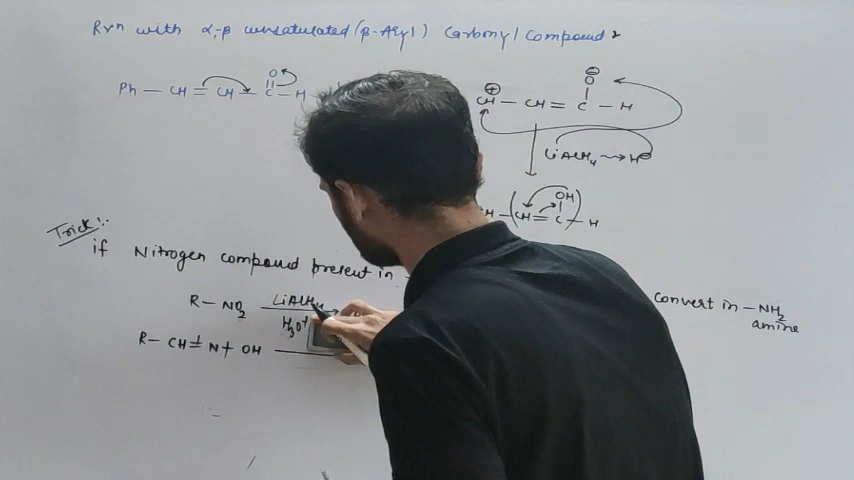 Rxn with α,β unsaturated (β-Aryl) Carbonyl Compound :
Ph — CH = CH — C — H
O
⊕ CH — CH = C — H
⊖ O
LiAlH4 ⇝ H⊖
OH
CH = C — H
Trick :-
if Nitrogen compound present in
convert in —NH2
amine
R — NO2 LiAlH4
H3O+
R — CH = N + OH